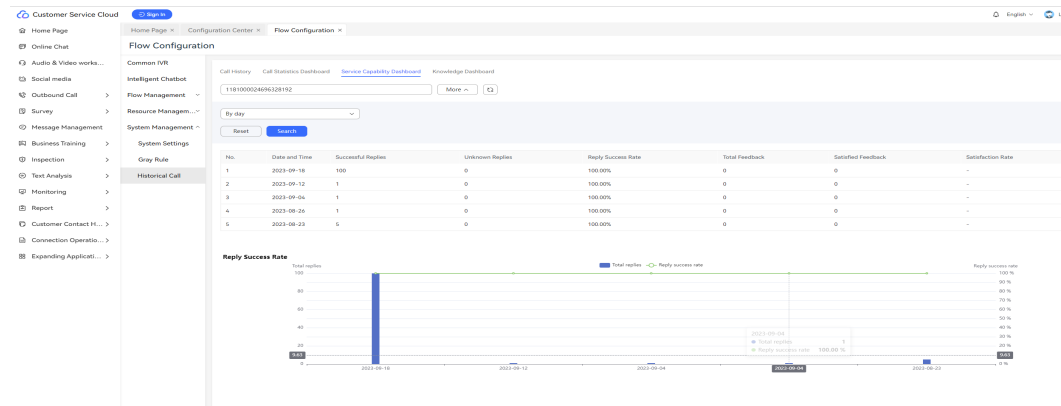 Customer Service Cloud
Sign In
English
Home Page
Online Chat
Audio & Video works...
Social media
Outbound Call
Survey
Message Management
Business Training
Inspection
Text Analysis
Monitoring
Report
Customer Contact H...
Connection Operatio...
Expanding Applicati...
Home Page × Configuration Center × Flow Configuration ×
Flow Configuration
Common IVR
Intelligent Chatbot
Flow Management
Resource Managem...
System Management
System Settings
Gray Rule
Historical Call
Call History Call Statistics Dashboard Service Capability Dashboard Knowledge Dashboard
1181000024696328192 More
By day
Reset Search
No. Date and Time Successful Replies Unknown Replies Reply Success Rate Total Feedback Satisfied Feedback Satisfaction Rate
1 2023-09-18 100 0 100.00% 0 0 -
2 2023-09-12 1 0 100.00% 0 0 -
3 2023-09-04 1 0 100.00% 0 0 -
4 2023-08-26 1 0 100.00% 0 0 -
5 2023-08-23 5 0 100.00% 0 0 -
Reply Success Rate
Total replies Reply success rate
Total replies
100
80
60
40
20
9.63
0
Reply success rate
100 %
90 %
80 %
70 %
60 %
50 %
40 %
30 %
20 %
9.63
0 %
2023-09-04
Total replies 1
Reply success rate 100.00 %
2023-09-18 2023-09-12 2023-09-04 2023-09-04 2023-08-23